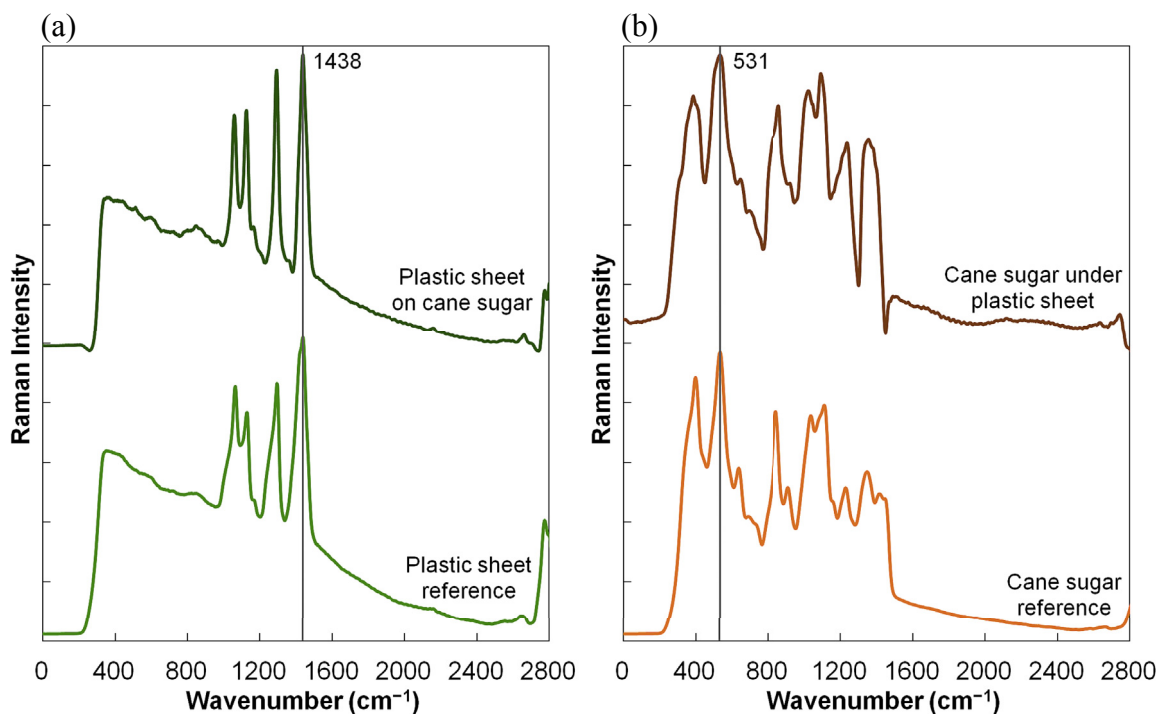 (a)
1438
Raman Intensity
Plastic sheet
on cane sugar
Plastic sheet
reference
0 400 800 1200 1600 2000 2400 2800
Wavenumber (cm⁻¹)
(b)
531
Raman Intensity
Cane sugar under
plastic sheet
Cane sugar
reference
0 400 800 1200 1600 2000 2400 2800
Wavenumber (cm⁻¹)